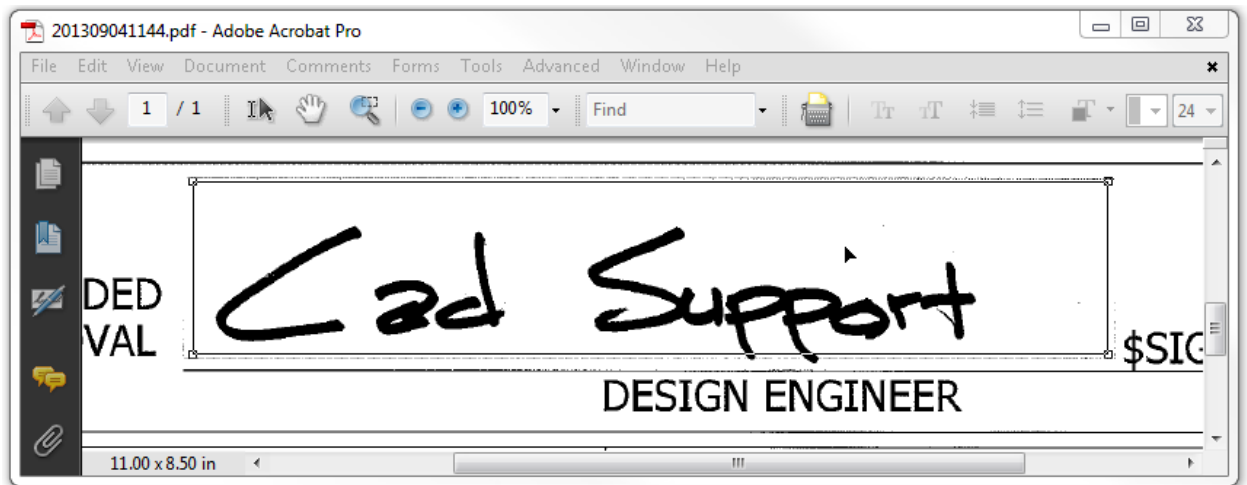 201309041144.pdf - Adobe Acrobat Pro
File Edit View Document Comments Forms Tools Advanced Window Help
1 / 1 100% Find 24
Cad Support
DED
VAL
$SIG
DESIGN ENGINEER
11.00 x 8.50 in